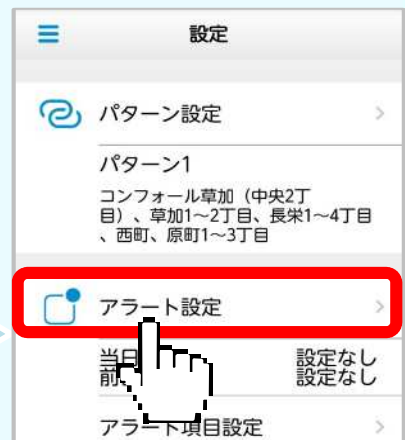 設定
パターン設定
パターン1
コンフォール草加（中央2丁
目）、草加1～2丁目、長栄1～4丁目
、西町、原町1～3丁目
アラート設定
当日 設定なし
前 設定なし
アラート項目設定